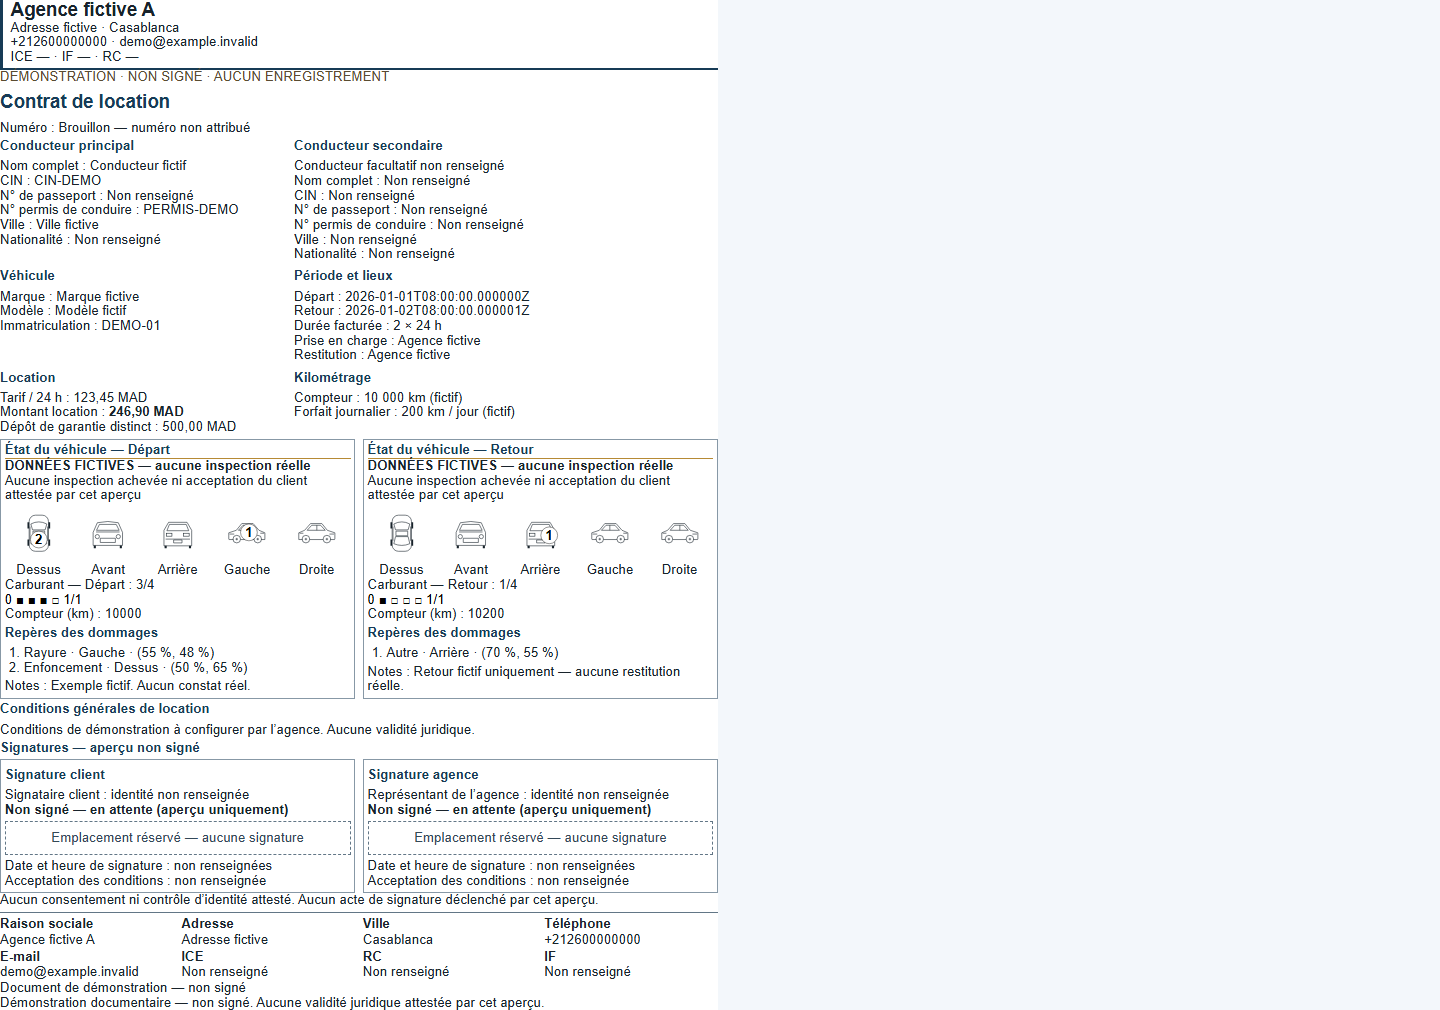 Agence fictive A
Adresse fictive · Casablanca
+212600000000 · demo@example.invalid
ICE — · IF — · RC —
DÉMONSTRATION · NON SIGNÉ · AUCUN ENREGISTREMENT
Contrat de location
Numéro : Brouillon — numéro non attribué
Conducteur principal
Nom complet : Conducteur fictif
CIN : CIN-DEMO
N° de passeport : Non renseigné
N° permis de conduire : PERMIS-DEMO
Ville : Ville fictive
Nationalité : Non renseigné
Conducteur secondaire
Conducteur facultatif non renseigné
Nom complet : Non renseigné
CIN : Non renseigné
N° de passeport : Non renseigné
N° permis de conduire : Non renseigné
Ville : Non renseigné
Nationalité : Non renseigné
Véhicule
Marque : Marque fictive
Modèle : Modèle fictif
Immatriculation : DEMO-01
Période et lieux
Départ : 2026-01-01T08:00:00.000000Z
Retour : 2026-01-02T08:00:00.000001Z
Durée facturée : 2 × 24 h
Prise en charge : Agence fictive
Restitution : Agence fictive
Location
Tarif / 24 h : 123,45 MAD
Montant location : 246,90 MAD
Dépôt de garantie distinct : 500,00 MAD
Kilométrage
Compteur : 10 000 km (fictif)
Forfait journalier : 200 km / jour (fictif)
État du véhicule — Départ
DONNÉES FICTIVES — aucune inspection réelle
Aucune inspection achevée ni acceptation du client
attestée par cet aperçu
2
1
Dessus Avant Arrière Gauche Droite
Carburant — Départ : 3/4
0 ■ ■ ■ □ 1/1
Compteur (km) : 10000
Repères des dommages
1. Rayure · Gauche · (55 %, 48 %)
2. Enfoncement · Dessus · (50 %, 65 %)
Notes : Exemple fictif. Aucun constat réel.
État du véhicule — Retour
DONNÉES FICTIVES — aucune inspection réelle
Aucune inspection achevée ni acceptation du client
attestée par cet aperçu
1
Dessus Avant Arrière Gauche Droite
Carburant — Retour : 1/4
0 ■ □ □ □ 1/1
Compteur (km) : 10200
Repères des dommages
1. Autre · Arrière · (70 %, 55 %)
Notes : Retour fictif uniquement — aucune restitution
réelle.
Conditions générales de location
Conditions de démonstration à configurer par l’agence. Aucune validité juridique.
Signatures — aperçu non signé
Signature client
Signataire client : identité non renseignée
Non signé — en attente (aperçu uniquement)
Emplacement réservé — aucune signature
Date et heure de signature : non renseignées
Acceptation des conditions : non renseignée
Signature agence
Représentant de l’agence : identité non renseignée
Non signé — en attente (aperçu uniquement)
Emplacement réservé — aucune signature
Date et heure de signature : non renseignées
Acceptation des conditions : non renseignée
Aucun consentement ni contrôle d’identité attesté. Aucun acte de signature déclenché par cet aperçu.
Raison sociale Adresse Ville Téléphone
Agence fictive A Adresse fictive Casablanca +212600000000
E-mail ICE RC IF
demo@example.invalid Non renseigné Non renseigné Non renseigné
Document de démonstration — non signé
Démonstration documentaire — non signé. Aucune validité juridique attestée par cet aperçu.